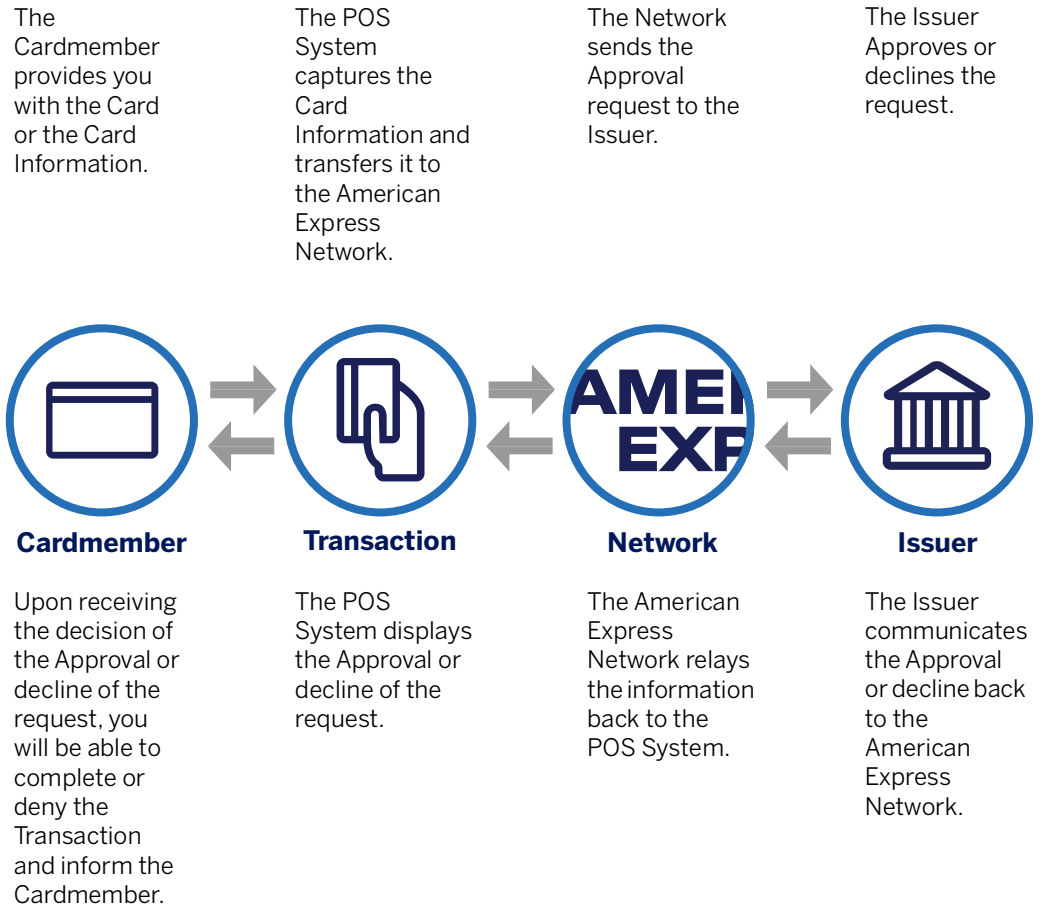 The
Cardmember
provides you
with the Card
or the Card
Information.
The POS
System
captures the
Card
Information and
transfers it to
the American
Express
Network.
The Network
sends the
Approval
request to the
Issuer.
The Issuer
Approves or
declines the
request.
AMEI
EXP
Cardmember
Transaction
Network
Issuer
Upon receiving
the decision of
the Approval or
decline of the
request, you
will be able to
complete or
deny the
Transaction
and inform the
Cardmember.
The POS
System displays
the Approval or
decline of the
request.
The American
Express
Network relays
the information
back to the
POS System.
The Issuer
communicates
the Approval
or decline back
to the
American
Express
Network.